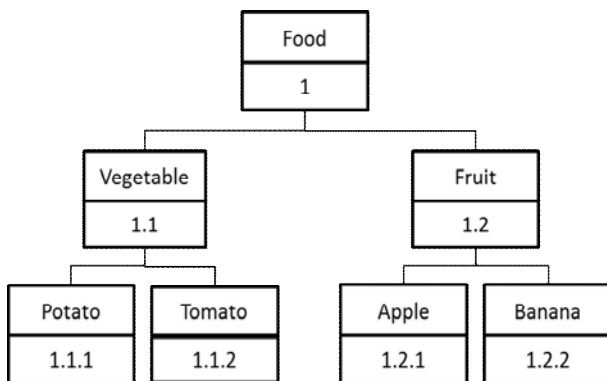 Food
1
Vegetable
1.1
Fruit
1.2
Potato
1.1.1
Tomato
1.1.2
Apple
1.2.1
Banana
1.2.2